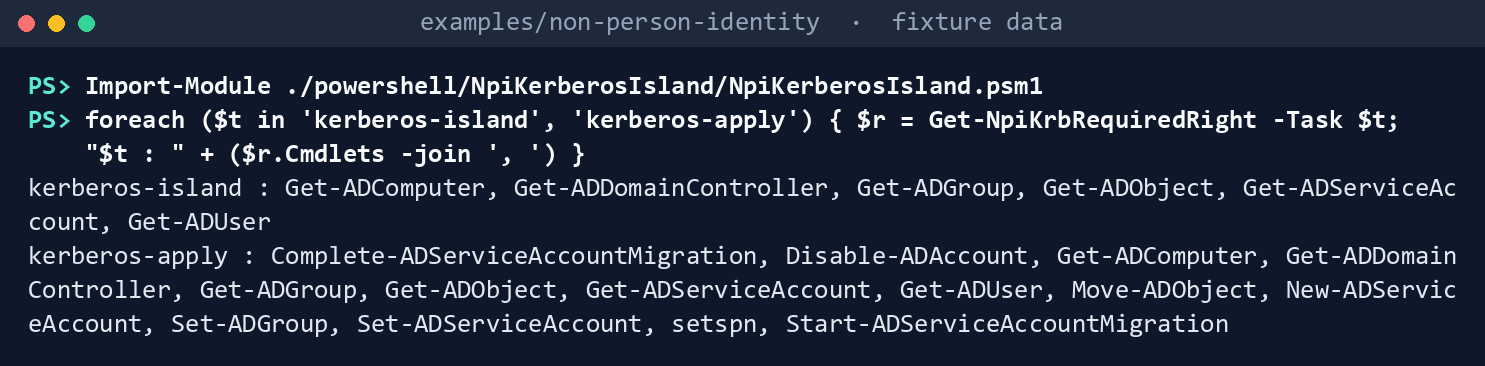 examples/non-person-identity · fixture data
PS> Import-Module ./powershell/NpiKerberosIsland/NpiKerberosIsland.psm1
PS> foreach ($t in 'kerberos-island', 'kerberos-apply') { $r = Get-NpiKrbRequiredRight -Task $t;
"$t : " + ($r.Cmdlets -join ', ') }
kerberos-island : Get-ADComputer, Get-ADDomainController, Get-ADGroup, Get-ADObject, Get-ADServiceAc
count, Get-ADUser
kerberos-apply : Complete-ADServiceAccountMigration, Disable-ADAccount, Get-ADComputer, Get-ADDomain
Controller, Get-ADGroup, Get-ADObject, Get-ADServiceAccount, Get-ADUser, Move-ADObject, New-ADServic
eAccount, Set-ADGroup, Set-ADServiceAccount, setspn, Start-ADServiceAccountMigration